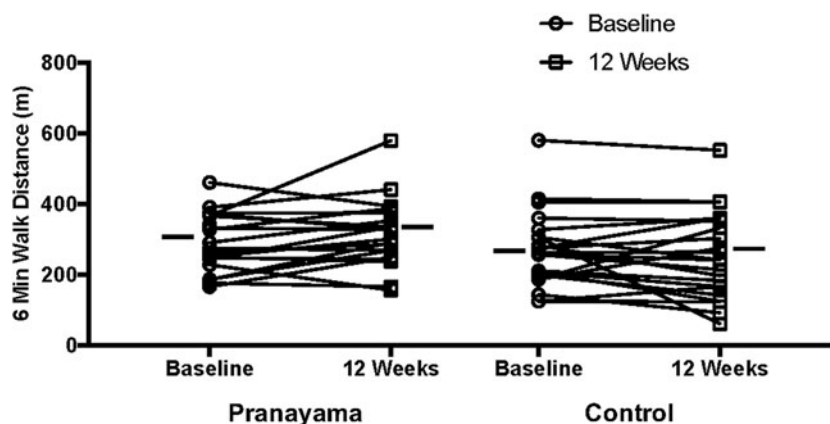 Baseline
12 Weeks
6 Min Walk Distance (m)
800
600
400
200
0
Baseline
12 Weeks
Baseline
12 Weeks
Pranayama
Control